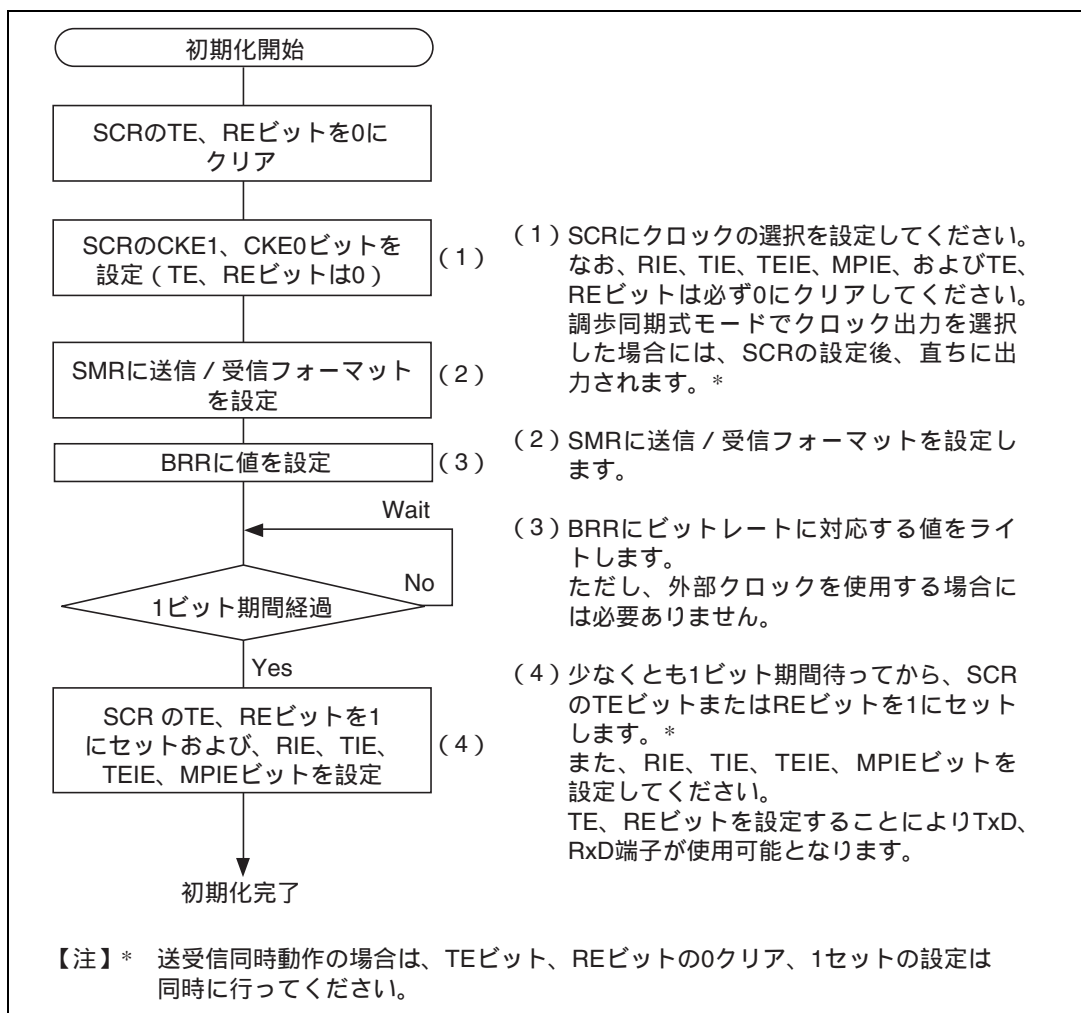 初期化開始
SCRのTE、REビットを0に
クリア
SCRのCKE1、CKE0ビットを
設定（TE、REビットは0）
（1）
SMRに送信／受信フォーマット
を設定
（2）
BRRに値を設定
（3）
Wait
No
1ビット期間経過
Yes
SCR のTE、REビットを1
にセットおよび、RIE、TIE、
TEIE、MPIEビットを設定
（4）
初期化完了
（1）SCRにクロックの選択を設定してください。
なお、RIE、TIE、TEIE、MPIE、およびTE、
REビットは必ず0にクリアしてください。
調歩同期式モードでクロック出力を選択
した場合には、SCRの設定後、直ちに出
力されます。*
（2）SMRに送信／受信フォーマットを設定し
ます。
（3）BRRにビットレートに対応する値をライ
トします。
ただし、外部クロックを使用する場合に
は必要ありません。
（4）少なくとも1ビット期間待ってから、SCR
のTEビットまたはREビットを1にセット
します。*
また、RIE、TIE、TEIE、MPIEビットを
設定してください。
TE、REビットを設定することによりTxD、
RxD端子が使用可能となります。
【注】* 送受信同時動作の場合は、TEビット、REビットの0クリア、1セットの設定は
同時に行ってください。